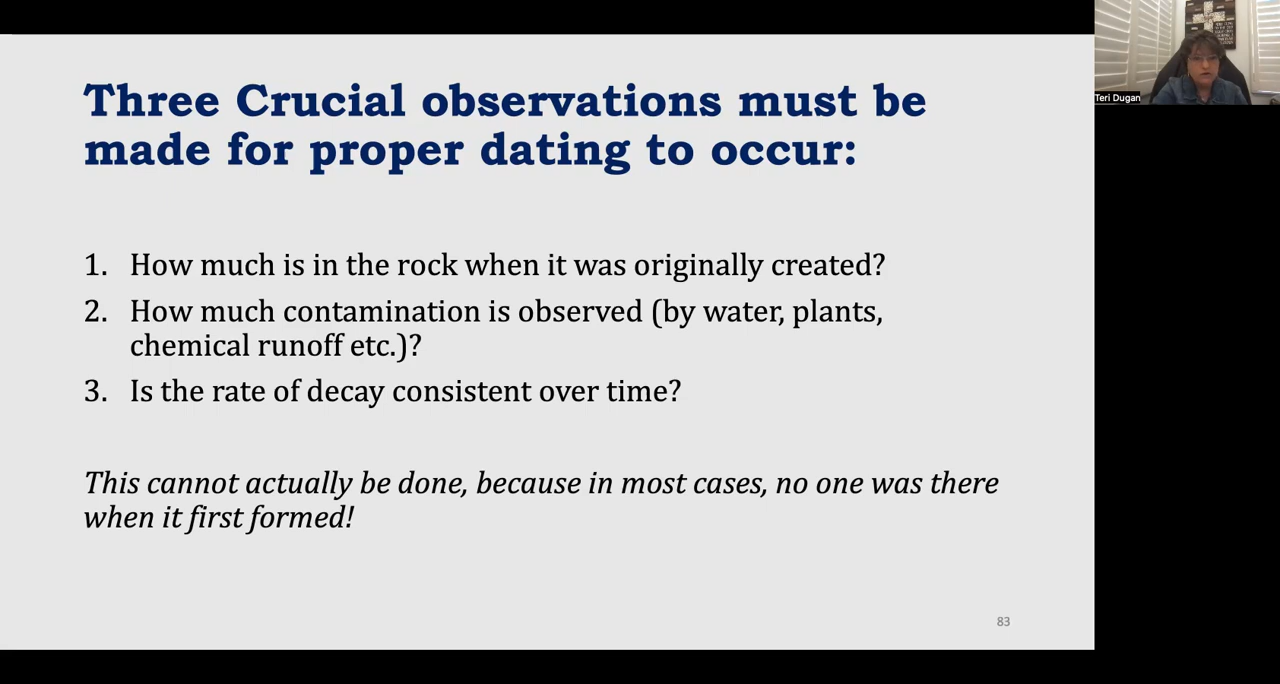 Three Crucial observations must be
made for proper dating to occur:
1. How much is in the rock when it was originally created?
2. How much contamination is observed (by water, plants,
chemical runoff etc.)?
3. Is the rate of decay consistent over time?
This cannot actually be done, because in most cases, no one was there
when it first formed!
83
Teri Dugan